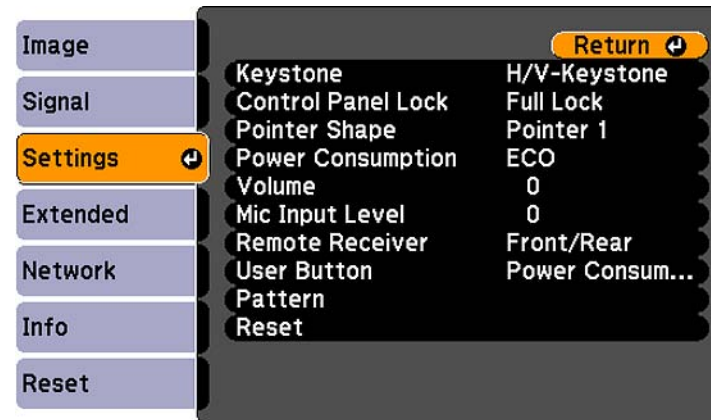 Image
Signal
Settings
Extended
Network
Info
Reset
Return
Keystone H/V-Keystone
Control Panel Lock Full Lock
Pointer Shape Pointer 1
Power Consumption ECO
Volume 0
Mic Input Level 0
Remote Receiver Front/Rear
User Button Power Consum...
Pattern
Reset